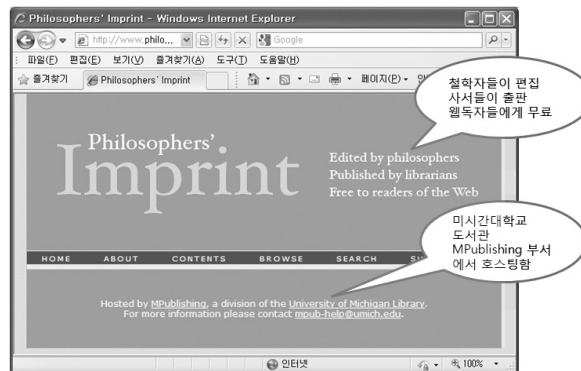 Philosophers' Imprint - Windows Internet Explorer
http://www.philo...
Google
파일(F) 편집(E) 보기(V) 즐겨찾기(A) 도구(T) 도움말(H)
즐겨찾기
Philosophers' Imprint
페이지(P)
철학자들이 편집
사서들이 출판
웹독자들에게 무료
Philosophers'
Imprint
Edited by philosophers
Published by librarians
Free to readers of the Web
미시간대학교
도서관
MPublishing 부서
에서 호스팅함
HOME ABOUT CONTENTS BROWSE SEARCH
Hosted by MPublishing, a division of the University of Michigan Library.
For more information please contact mpub-help@umich.edu.
인터넷
100%